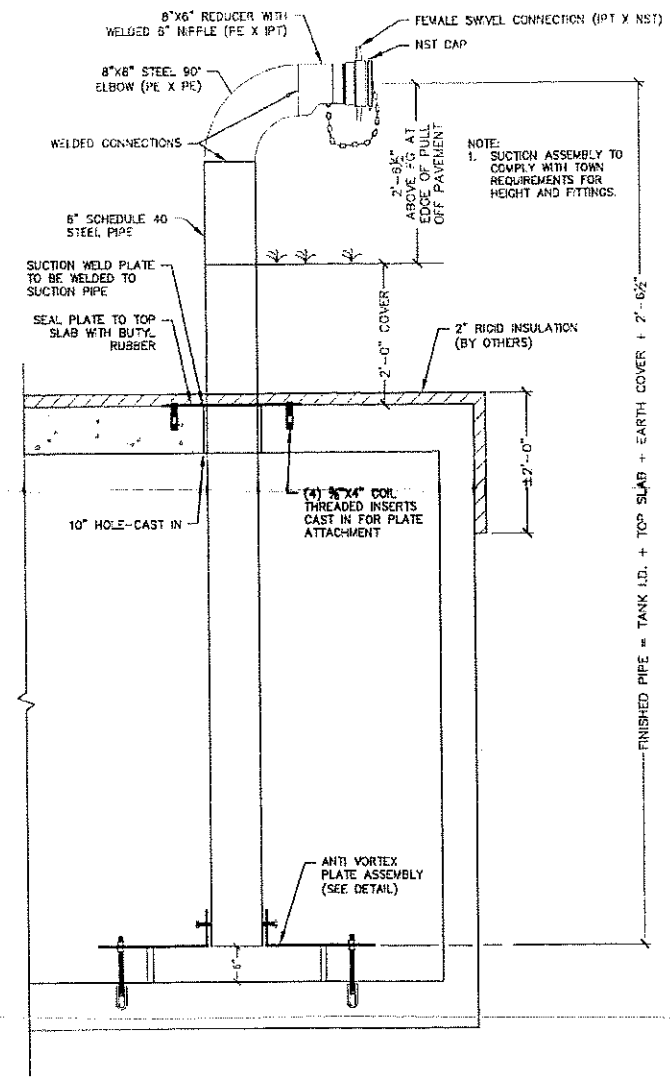 8"X6" REDUCER WITH
WELDED 6" NIPPLE (PE X IPT)
FEMALE SWIVEL CONNECTION (IPT X NST)
NST CAP
8"X8" STEEL 90°
ELBOW (PE X PE)
WELDED CONNECTIONS
NOTE:
1. SUCTION ASSEMBLY TO
COMPLY WITH TOWN
REQUIREMENTS FOR
HEIGHT AND FITTINGS.
2'-6½"
ABOVE FG AT
EDGE OF PULL
OFF PAVEMENT
8" SCHEDULE 40
STEEL PIPE
SUCTION WELD PLATE
TO BE WELDED TO
SUCTION PIPE
SEAL PLATE TO TOP
SLAB WITH BUTYL
RUBBER
2'-0" COVER
2" RIGID INSULATION
(BY OTHERS)
±2'-0"
10" HOLE-CAST IN
(4) COIL
THREADED INSERTS
CAST IN FOR PLATE
ATTACHMENT
FINISHED PIPE = TANK I.D. + TOP SLAB + EARTH COVER + 2'-6½"
ANTI VORTEX
PLATE ASSEMBLY
(SEE DETAIL)
6"